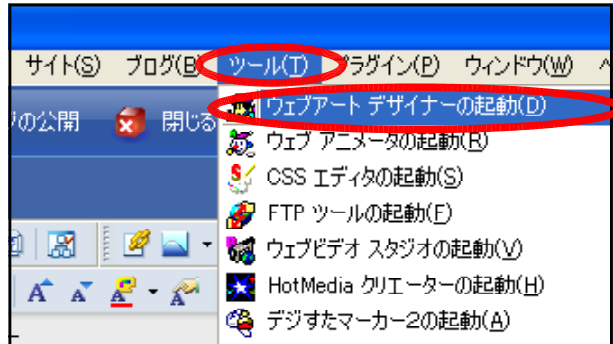 サイト(S) ブログ(B) ツール(T) プラグイン(P) ウィンドウ(W)
の公開 閉じる
ウェブアート デザイナーの起動(D)
ウェブ アニメータの起動(R)
CSS エディタの起動(S)
FTP ツールの起動(F)
ウェブビデオ スタジオの起動(V)
HotMedia クリエーターの起動(H)
デジすたマーカー2の起動(A)